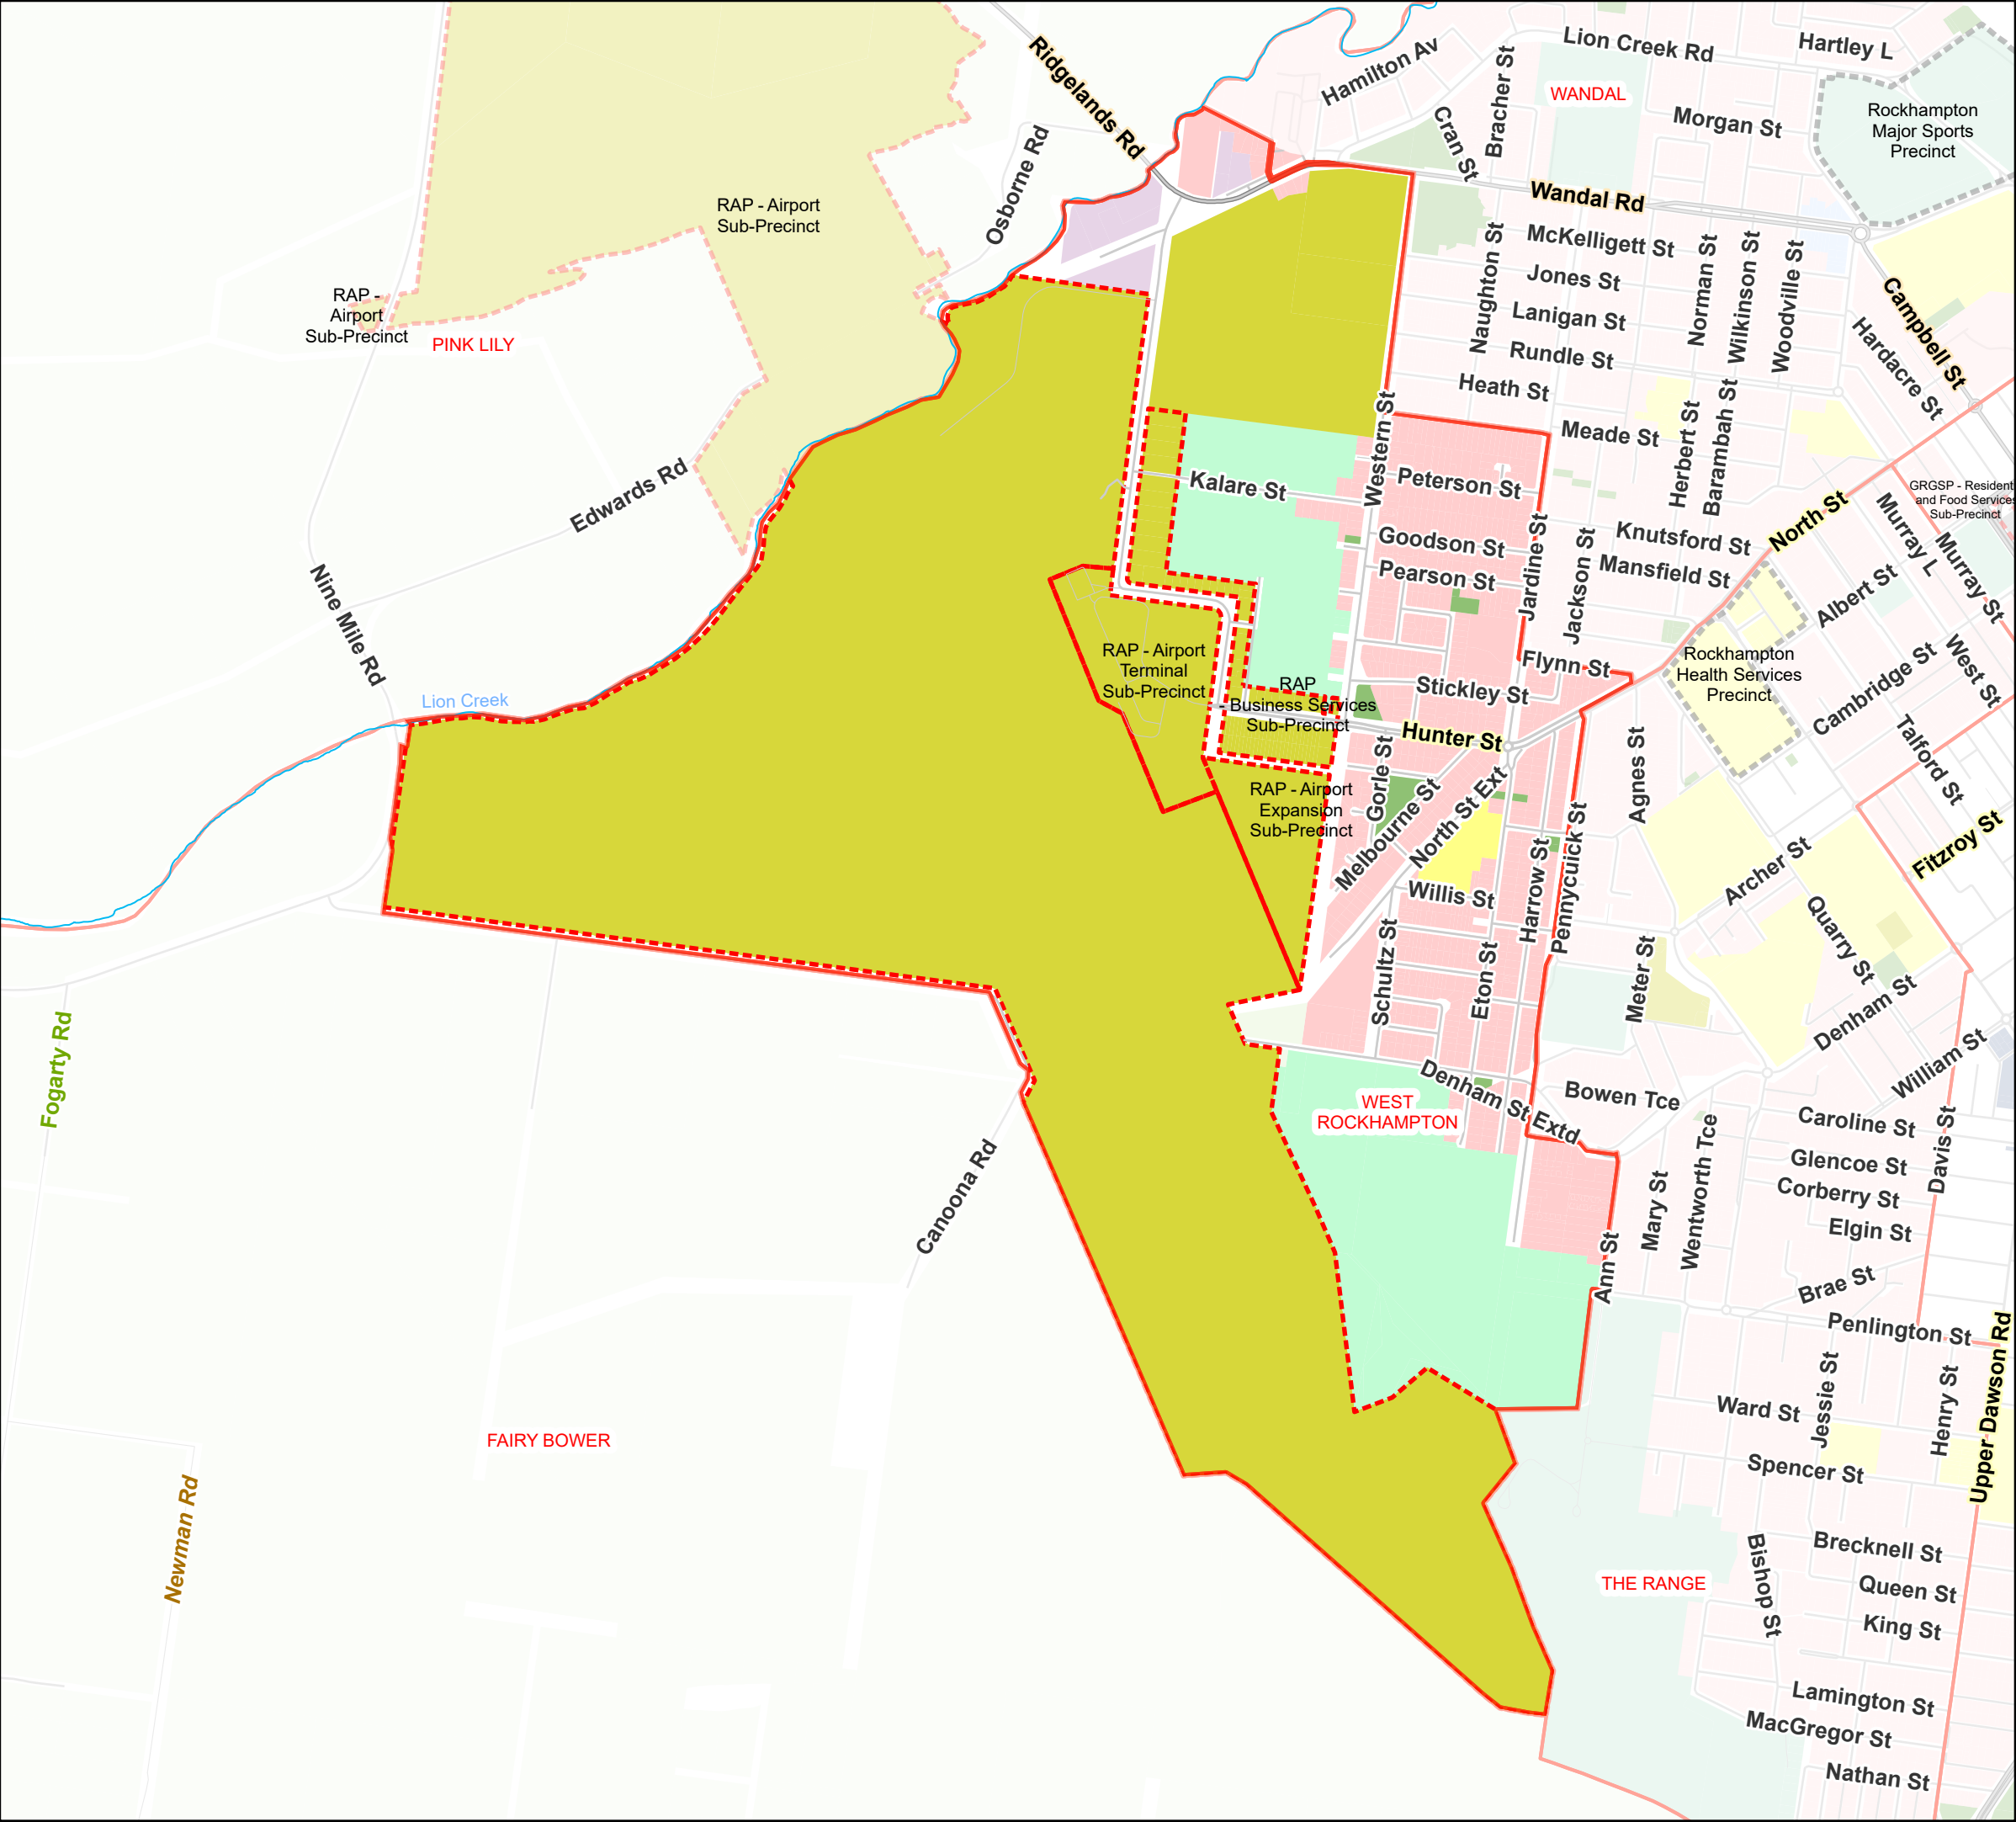 Lion Creek Rd
Hartley L
Hamilton Av
Bracher St
Ridgelands Rd
WANDAL
Cran St
Morgan St
Rockhampton
Major Sports
Precinct
Osborne Rd
Wandal Rd
RAP - Airport
Sub-Precinct
McKelligett St
Naughton St
Jones St
Norman St
Wilkinson St
Woodville St
RAP -
Airport
Sub-Precinct
PINK LILY
Lanigan St
Campbell St
Rundle St
Hardacre St
Heath St
Western St
Meade St
Herbert St
Barambah St
Edwards Rd
Kalare St
Peterson St
GRGSP - Resident
and Food Services
Sub-Precinct
North St
Murray L
Murray St
Goodson St
Jardine St
Jackson St
Knutsford St
Mansfield St
Pearson St
Albert St
Nine Mile Rd
RAP - Airport
Terminal
Sub-Precinct
Flynn St
Rockhampton
Health Services
Precinct
West St
Cambridge St
Lion Creek
RAP
- Business Services
Sub-Precinct
Stickley St
Hunter St
Talford St
Gorle St
Agnes St
RAP - Airport
Expansion
Sub-Precinct
Melbourne St
North St Ext
Pennycuick St
Harrow St
Fitzroy St
Archer St
Willis St
Quarry St
Schultz St
Eton St
Meter St
Denham St
Fogarty Rd
William St
Denham St Extd
Bowen Tce
WEST
ROCKHAMPTON
Caroline St
Davis St
Glencoe St
Corberry St
Canoona Rd
Mary St
Wentworth Tce
Elgin St
Ann St
Brae St
Penlington St
Upper Dawson Rd
Jessie St
Henry St
Ward St
FAIRY BOWER
Spencer St
Newman Rd
Bishop St
Brecknell St
THE RANGE
Queen St
King St
Lamington St
MacGregor St
Nathan St